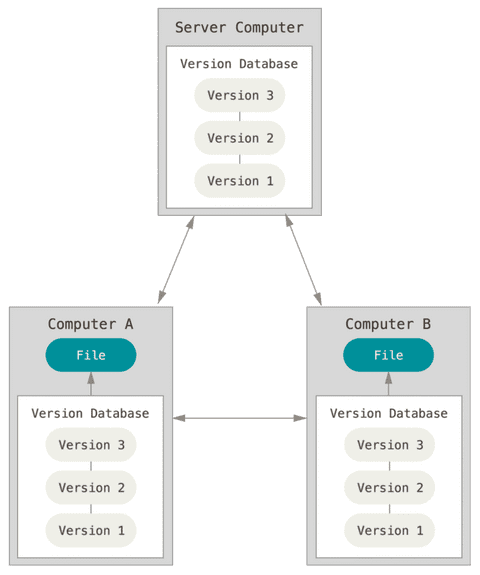 Server Computer
Version Database
Version 3
Version 2
Version 1
Computer A
File
Version Database
Version 3
Version 2
Version 1
Computer B
File
Version Database
Version 3
Version 2
Version 1